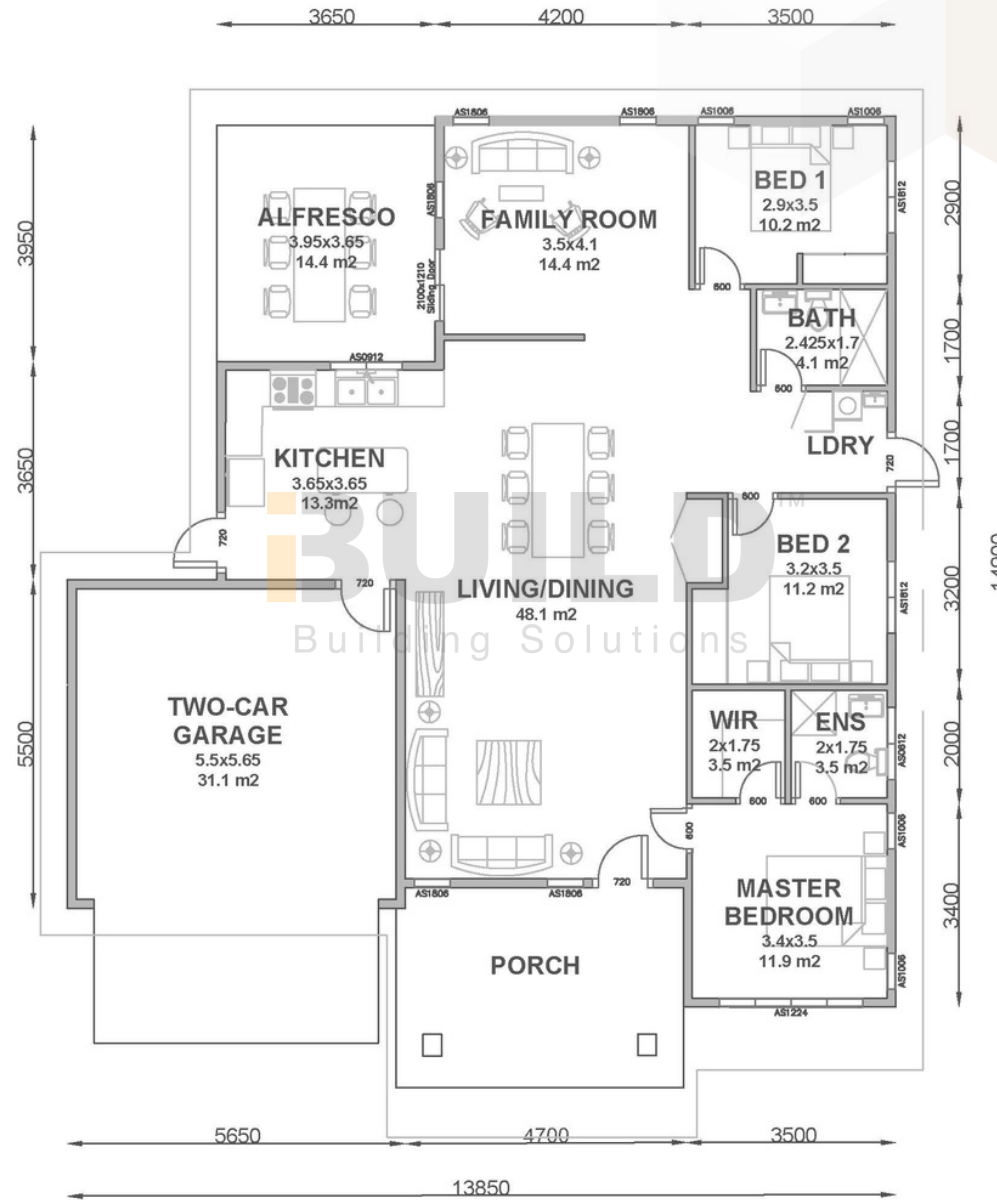 3650
4200
3500
AS1806
AS1806
AS1006
AS1006
BED 1
2.9x3.5
10.2 m2
AS1812
2900
ALFRESCO
3.95x3.65
14.4 m2
AS1806
FAMILY ROOM
3.5x4.1
14.4 m2
3950
2100x1210
Sliding Door
600
BATH
2.425x1.7
4.1 m2
1700
AS0912
600
KITCHEN
3.65x3.65
13.3m2
3650
LDRY
1700
720
720
600
iBUILD™
Building Solutions
BED 2
3.2x3.5
11.2 m2
AS1812
3200
720
LIVING/DINING
48.1 m2
TWO-CAR
GARAGE
5.5x5.65
31.1 m2
5500
WIR
2x1.75
3.5 m2
ENS
2x1.75
3.5 m2
AS0612
2000
600
600
600
AS1006
720
AS1806
AS1806
MASTER
BEDROOM
3.4x3.5
11.9 m2
3400
AS1006
PORCH
AS1224
5650
4700
3500
13850